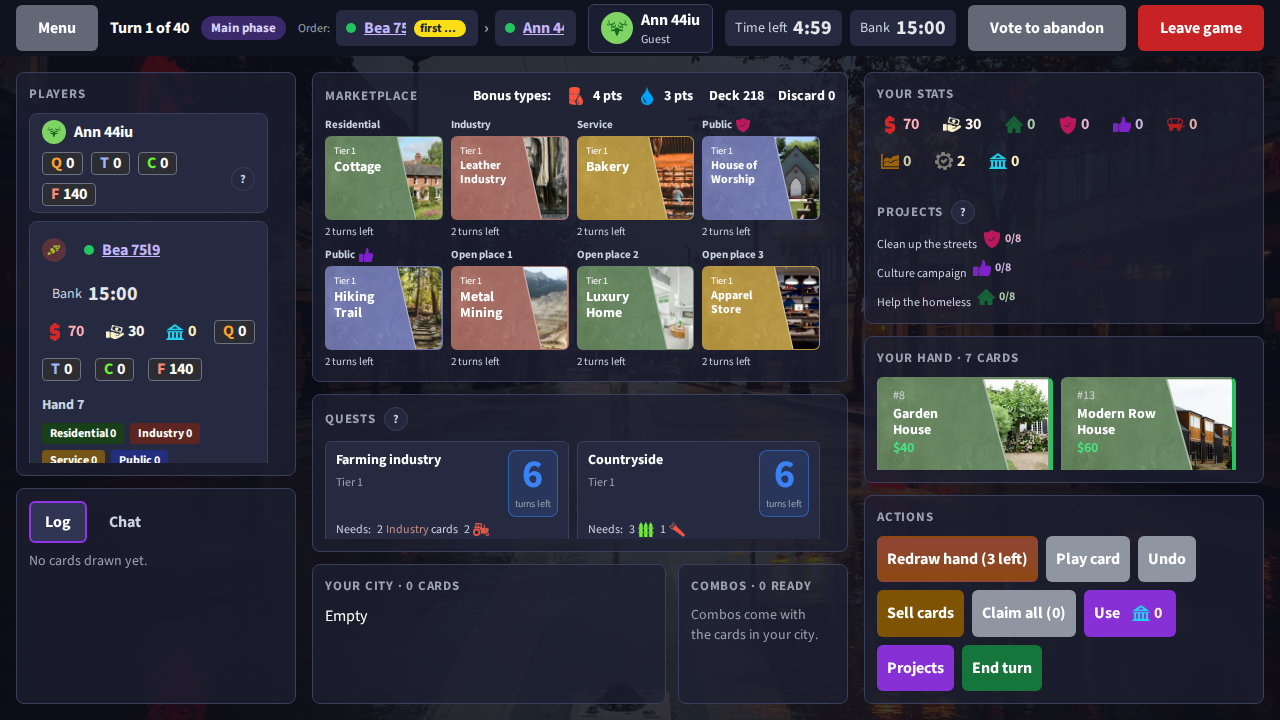 Menu
Turn 1 of 40
Main phase
Order:
Bea 75
first ...
›
Ann 4
Ann 44iu
Guest
Time left 4:59
Bank 15:00
Vote to abandon
Leave game
PLAYERS
Ann 44iu
Q 0
T 0
C 0
F 140
?
Bea 75l9
Bank 15:00
70
30
0
Q 0
T 0
C 0
F 140
Hand 7
Residential 0
Industry 0
Service 0
Public 0
Log
Chat
No cards drawn yet.
MARKETPLACE
Bonus types:
4 pts
3 pts
Deck 218
Discard 0
Residential
Industry
Service
Public
Tier 1
Cottage
Tier 1
Leather
Industry
Tier 1
Bakery
Tier 1
House of
Worship
2 turns left
2 turns left
2 turns left
2 turns left
Public
Open place 1
Open place 2
Open place 3
Tier 1
Hiking
Trail
Tier 1
Metal
Mining
Tier 1
Luxury
Home
Tier 1
Apparel
Store
2 turns left
2 turns left
2 turns left
2 turns left
QUESTS
?
Farming industry
Tier 1
6
turns left
Needs: 2 Industry cards 2
Countryside
Tier 1
6
turns left
Needs: 3 1
YOUR CITY · 0 CARDS
Empty
COMBOS · 0 READY
Combos come with
the cards in your city.
YOUR STATS
70
30
0
0
0
0
0
2
0
PROJECTS
?
Clean up the streets 0/8
Culture campaign 0/8
Help the homeless 0/8
YOUR HAND · 7 CARDS
#8
Garden
House
$40
#13
Modern Row
House
$60
ACTIONS
Redraw hand (3 left)
Play card
Undo
Sell cards
Claim all (0)
Use 0
Projects
End turn